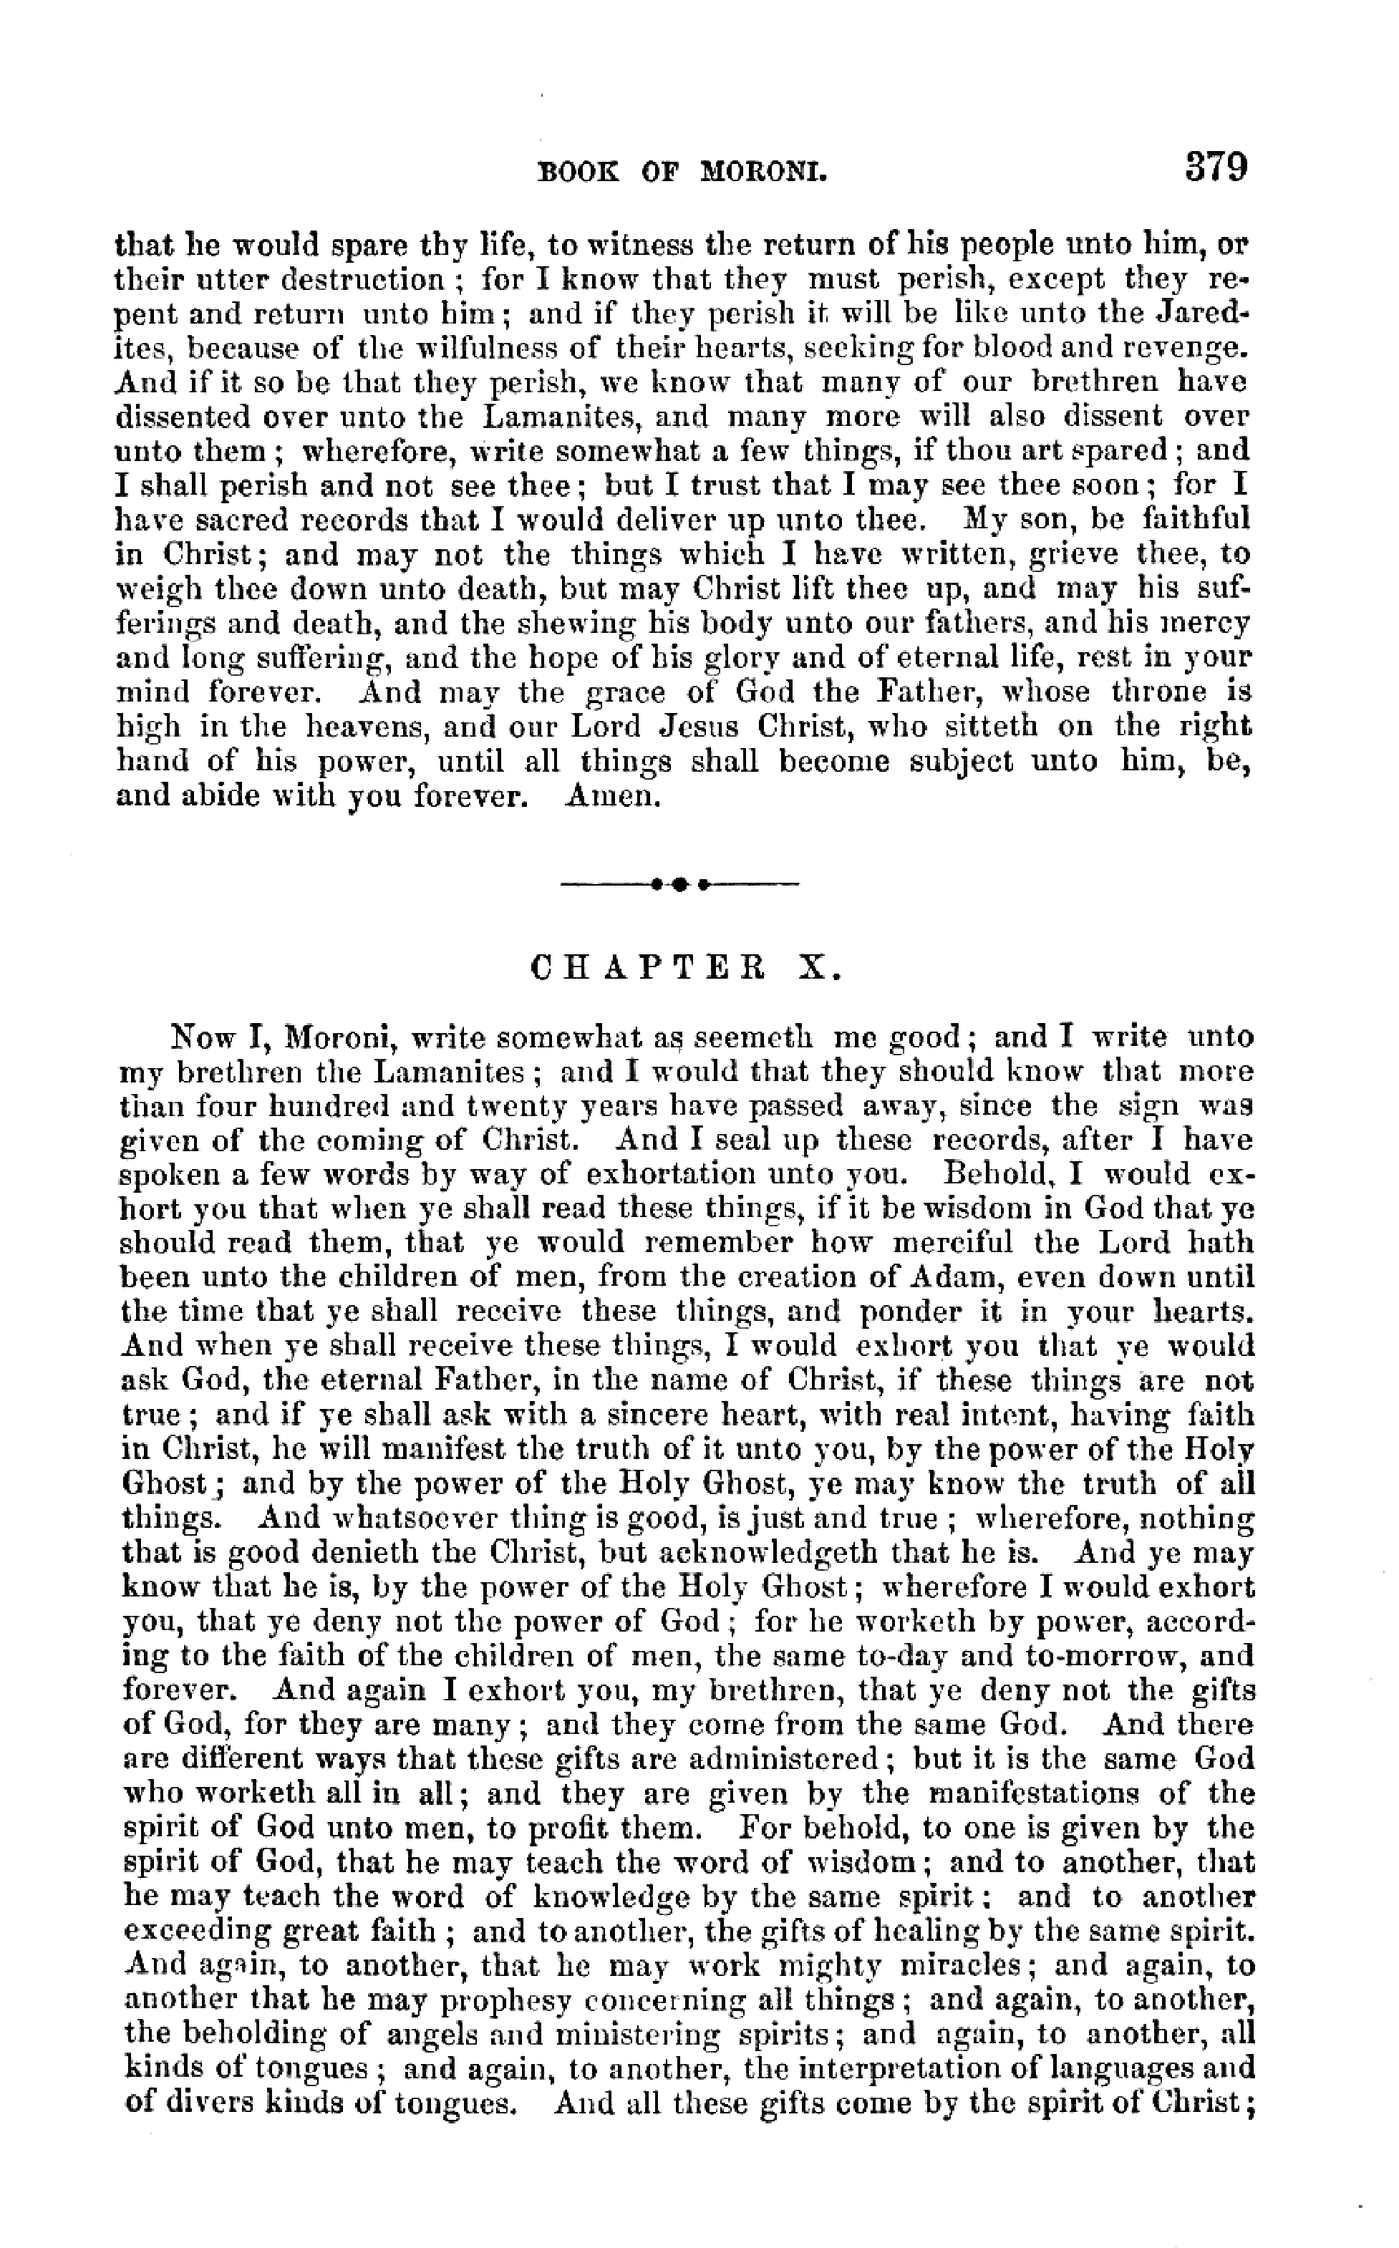 BOOK OF MORONI. 379
that he would spare thy life, to witness the return of his people unto him, or
their utter destruction ; for I know that they must perish, except they re-
pent and return unto him ; and if they perish it will be like unto the Jared-
ites, because of the wilfulness of their hearts, seeking for blood and revenge.
And if it so be that they perish, we know that many of our brethren have
dissented over unto the Lamanites, and many more will also dissent over
unto them ; wherefore, write somewhat a few things, if thou art spared ; and
I shall perish and not see thee ; but I trust that I may see thee soon ; for I
have sacred records that I would deliver up unto thee. My son, be faithful
in Christ ; and may not the things which I have written, grieve thee, to
weigh thee down unto death, but may Christ lift thee up, and may his suf-
ferings and death, and the shewing his body unto our fathers, and his mercy
and long suffering, and the hope of his glory and of eternal life, rest in your
mind forever. And may the grace of God the Father, whose throne is
high in the heavens, and our Lord Jesus Christ, who sitteth on the right
hand of his power, until all things shall become subject unto him, be,
and abide with you forever. Amen.
CHAPTER X.
Now I, Moroni, write somewhat as seemeth me good ; and I write unto
my brethren the Lamanites ; and I would that they should know that more
than four hundred and twenty years have passed away, since the sign was
given of the coming of Christ. And I seal up these records, after I have
spoken a few words by way of exhortation unto you. Behold, I would ex-
hort you that when ye shall read these things, if it be wisdom in God that ye
should read them, that ye would remember how merciful the Lord hath
been unto the children of men, from the creation of Adam, even down until
the time that ye shall receive these things, and ponder it in your hearts.
And when ye shall receive these things, I would exhort you that ye would
ask God, the eternal Father, in the name of Christ, if these things are not
true ; and if ye shall ask with a sincere heart, with real intent, having faith
in Christ, he will manifest the truth of it unto you, by the power of the Holy
Ghost ; and by the power of the Holy Ghost, ye may know the truth of all
things. And whatsoever thing is good, is just and true ; wherefore, nothing
that is good denieth the Christ, but acknowledgeth that he is. And ye may
know that he is, by the power of the Holy Ghost ; wherefore I would exhort
you, that ye deny not the power of God ; for he worketh by power, accord-
ing to the faith of the children of men, the same to-day and to-morrow, and
forever. And again I exhort you, my brethren, that ye deny not the gifts
of God, for they are many ; and they come from the same God. And there
are different ways that these gifts are administered ; but it is the same God
who worketh all in all ; and they are given by the manifestations of the
spirit of God unto men, to profit them. For behold, to one is given by the
spirit of God, that he may teach the word of wisdom ; and to another, that
he may teach the word of knowledge by the same spirit ; and to another
exceeding great faith ; and to another, the gifts of healing by the same spirit.
And again, to another, that he may work mighty miracles ; and again, to
another that he may prophesy concerning all things ; and again, to another,
the beholding of angels and ministering spirits ; and again, to another, all
kinds of tongues ; and again, to another, the interpretation of languages and
of divers kinds of tongues. And all these gifts come by the spirit of Christ ;